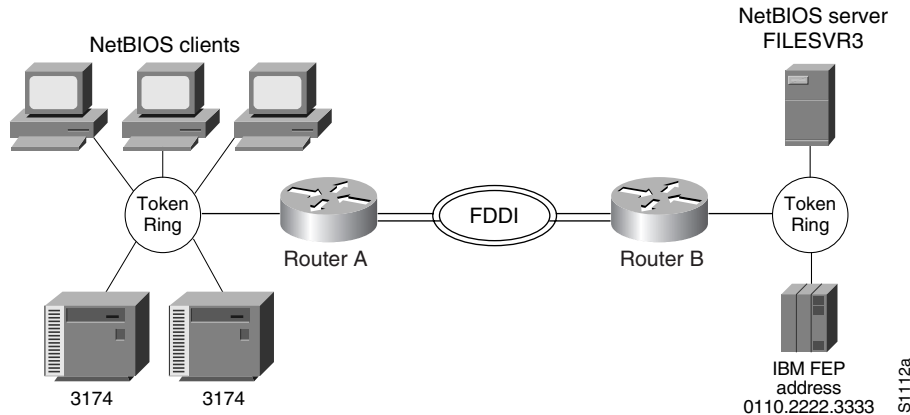 NetBIOS clients
NetBIOS server
FILESVR3
Token
Ring
Router A
FDDI
Router B
Token
Ring
3174
3174
IBM FEP
address
0110.2222.3333
S1112a